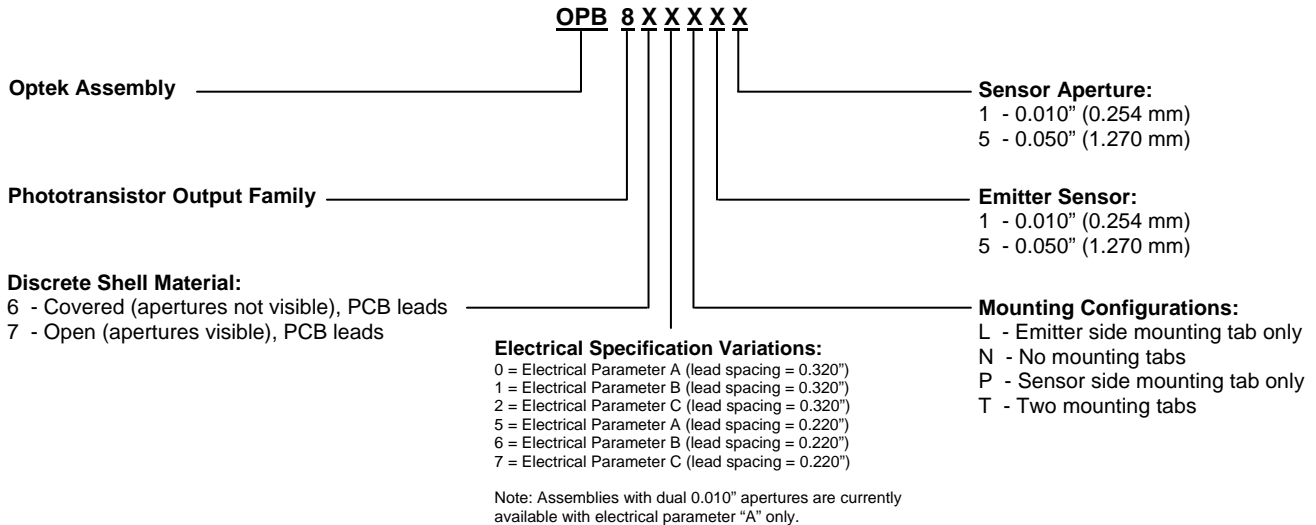 OPB 8 X X X X X
Optek Assembly
Sensor Aperture:
1 - 0.010” (0.254 mm)
5 - 0.050” (1.270 mm)
Phototransistor Output Family
Emitter Sensor:
1 - 0.010” (0.254 mm)
5 - 0.050” (1.270 mm)
Discrete Shell Material:
6 - Covered (apertures not visible), PCB leads
7 - Open (apertures visible), PCB leads
Mounting Configurations:
L - Emitter side mounting tab only
N - No mounting tabs
P - Sensor side mounting tab only
T - Two mounting tabs
Electrical Specification Variations:
0 = Electrical Parameter A (lead spacing = 0.320”)
1 = Electrical Parameter B (lead spacing = 0.320”)
2 = Electrical Parameter C (lead spacing = 0.320”)
5 = Electrical Parameter A (lead spacing = 0.220”)
6 = Electrical Parameter B (lead spacing = 0.220”)
7 = Electrical Parameter C (lead spacing = 0.220”)
Note: Assemblies with dual 0.010” apertures are currently
available with electrical parameter “A” only.